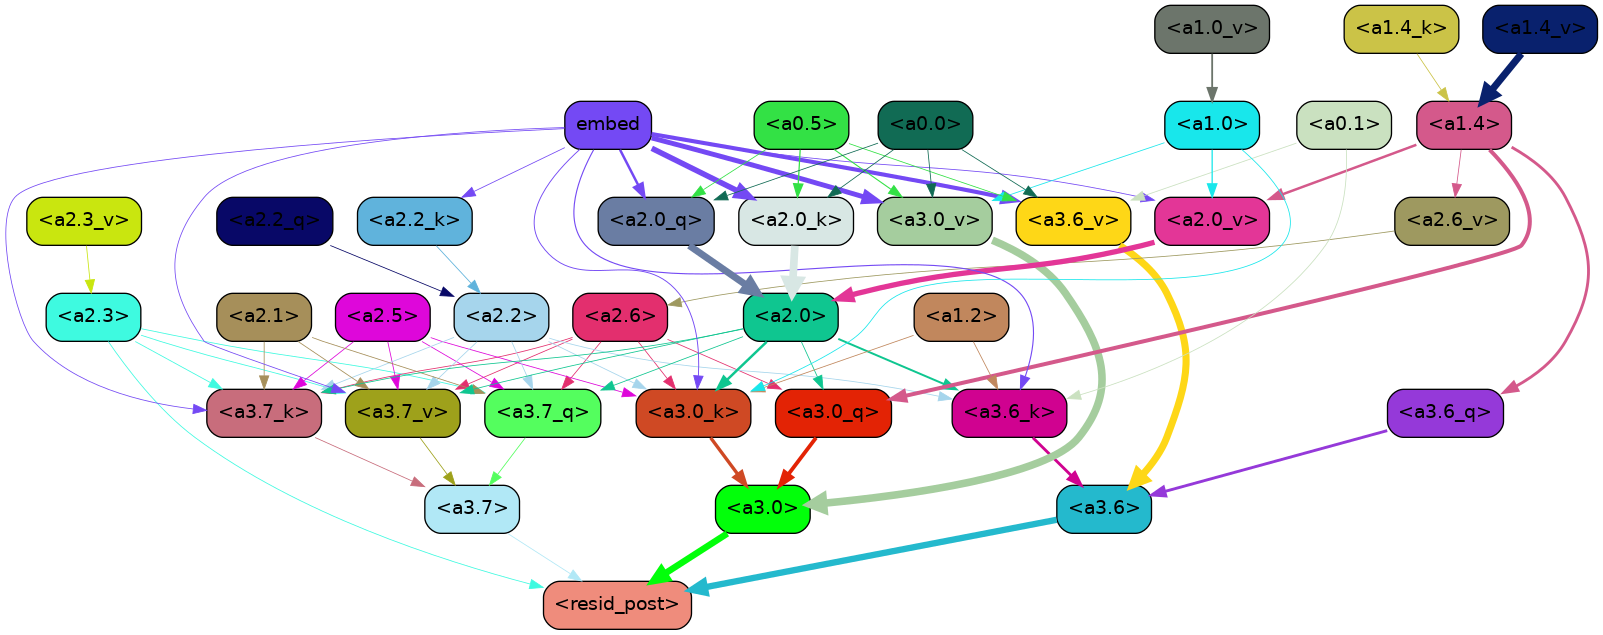 <a1.0_v> <a1.4_k> <a1.4_v>
embed <a0.5> <a0.0> <a1.0> <a0.1> <a1.4>
<a2.3_v> <a2.2_q> <a2.2_k> <a2.0_q> <a2.0_k> <a3.0_v> <a3.6_v> <a2.0_v> <a2.6_v>
<a2.3> <a2.1> <a2.5> <a2.2> <a2.6> <a2.0> <a1.2>
<a3.7_k> <a3.7_v> <a3.7_q> <a3.0_k> <a3.0_q> <a3.6_k> <a3.6_q>
<a3.7> <a3.0> <a3.6>
<resid_post>